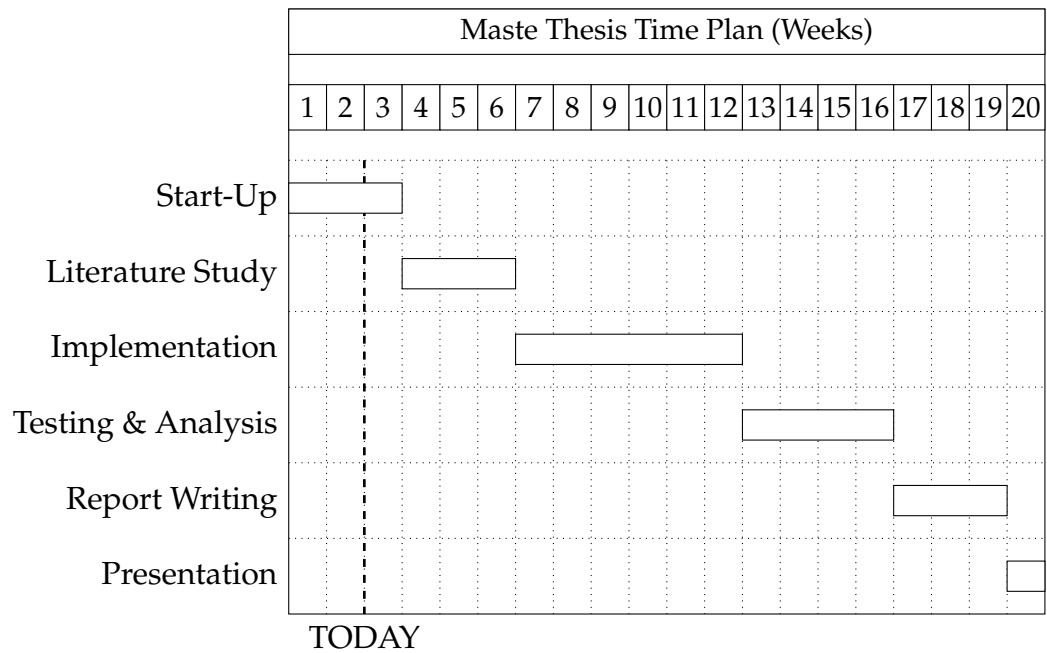 Maste Thesis Time Plan (Weeks)
1 2 3 4 5 6 7 8 9 10 11 12 13 14 15 16 17 18 19 20
Start-Up
Literature Study
Implementation
Testing & Analysis
Report Writing
Presentation
TODAY